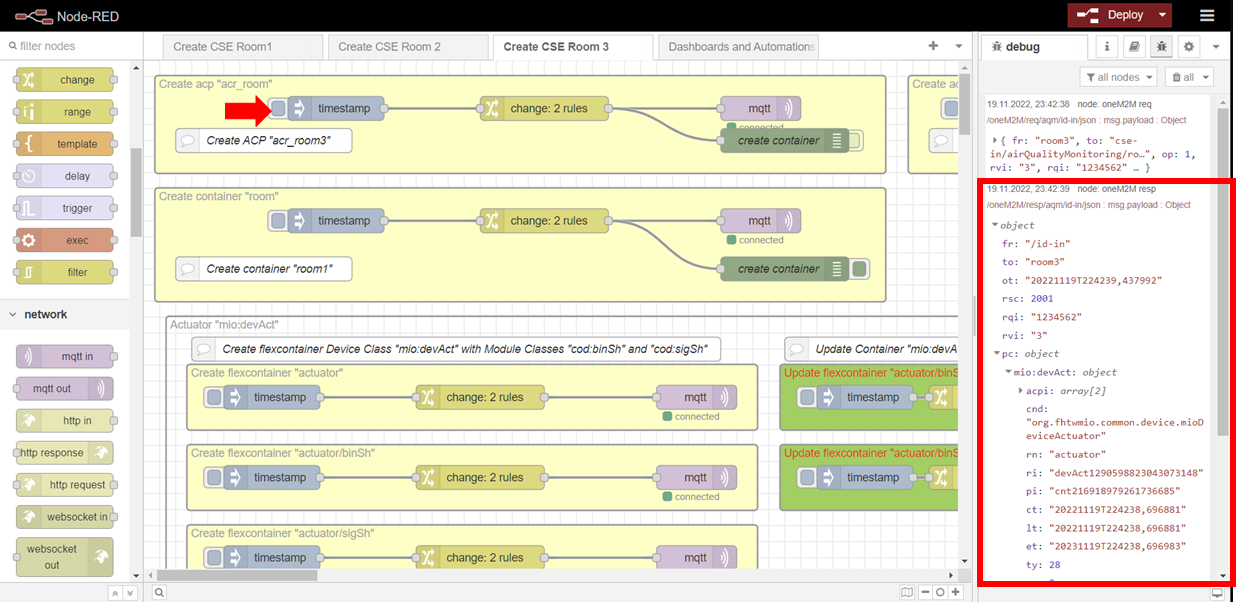 Node-RED
Deploy
filter nodes
change
range
template
delay
trigger
exec
filter
network
mqtt in
mqtt out
http in
http response
http request
websocket in
websocket
out
Create CSE Room1
Create CSE Room 2
Create CSE Room 3
Dashboards and Automations
Create acp "acr_room"
timestamp
change: 2 rules
mqtt
connected
Create ACP "acr_room3"
create container
Create ac
Create container "room"
timestamp
change: 2 rules
mqtt
connected
Create container "room1"
create container
Actuator "mio:devAct"
Create flexcontainer Device Class "mio:devAct" with Module Classes "cod:binSh" and "cod:sigSh"
Update Container "mio:devA
Create flexcontainer "actuator"
timestamp
change: 2 rules
mqtt
connected
Update flexcontainer "actuator/binS
timestamp
Create flexcontainer "actuator/binSh"
timestamp
change: 2 rules
mqtt
connected
Update flexcontainer "actuator/binS
timestamp
Create flexcontainer "actuator/sigSh"
timestamp
change: 2 rules
mqtt
timestamp
debug
i
all nodes
all
19.11.2022, 23:42:38 node: oneM2M req
/oneM2M/req/aqm/id-in/json : msg.payload : Object
{ fr: "room3", to: "cse-
in/airQualityMonitoring/ro…", op: 1,
rvi: "3", rqi: "1234562" … }
19.11.2022, 23:42:39 node: oneM2M resp
/oneM2M/resp/aqm/id-in/json : msg.payload : Object
object
fr: "/id-in"
to: "room3"
ot: "20221119T224239,437992"
rsc: 2001
rqi: "1234562"
rvi: "3"
pc: object
mio:devAct: object
acpi: array[2]
cnd:
"org.fhtwmio.common.device.mioD
eviceActuator"
rn: "actuator"
ri: "devAct1290598823043073148"
pi: "cnt216918979261736685"
ct: "20221119T224238,696881"
lt: "20221119T224238,696881"
et: "20231119T224238,696983"
ty: 28